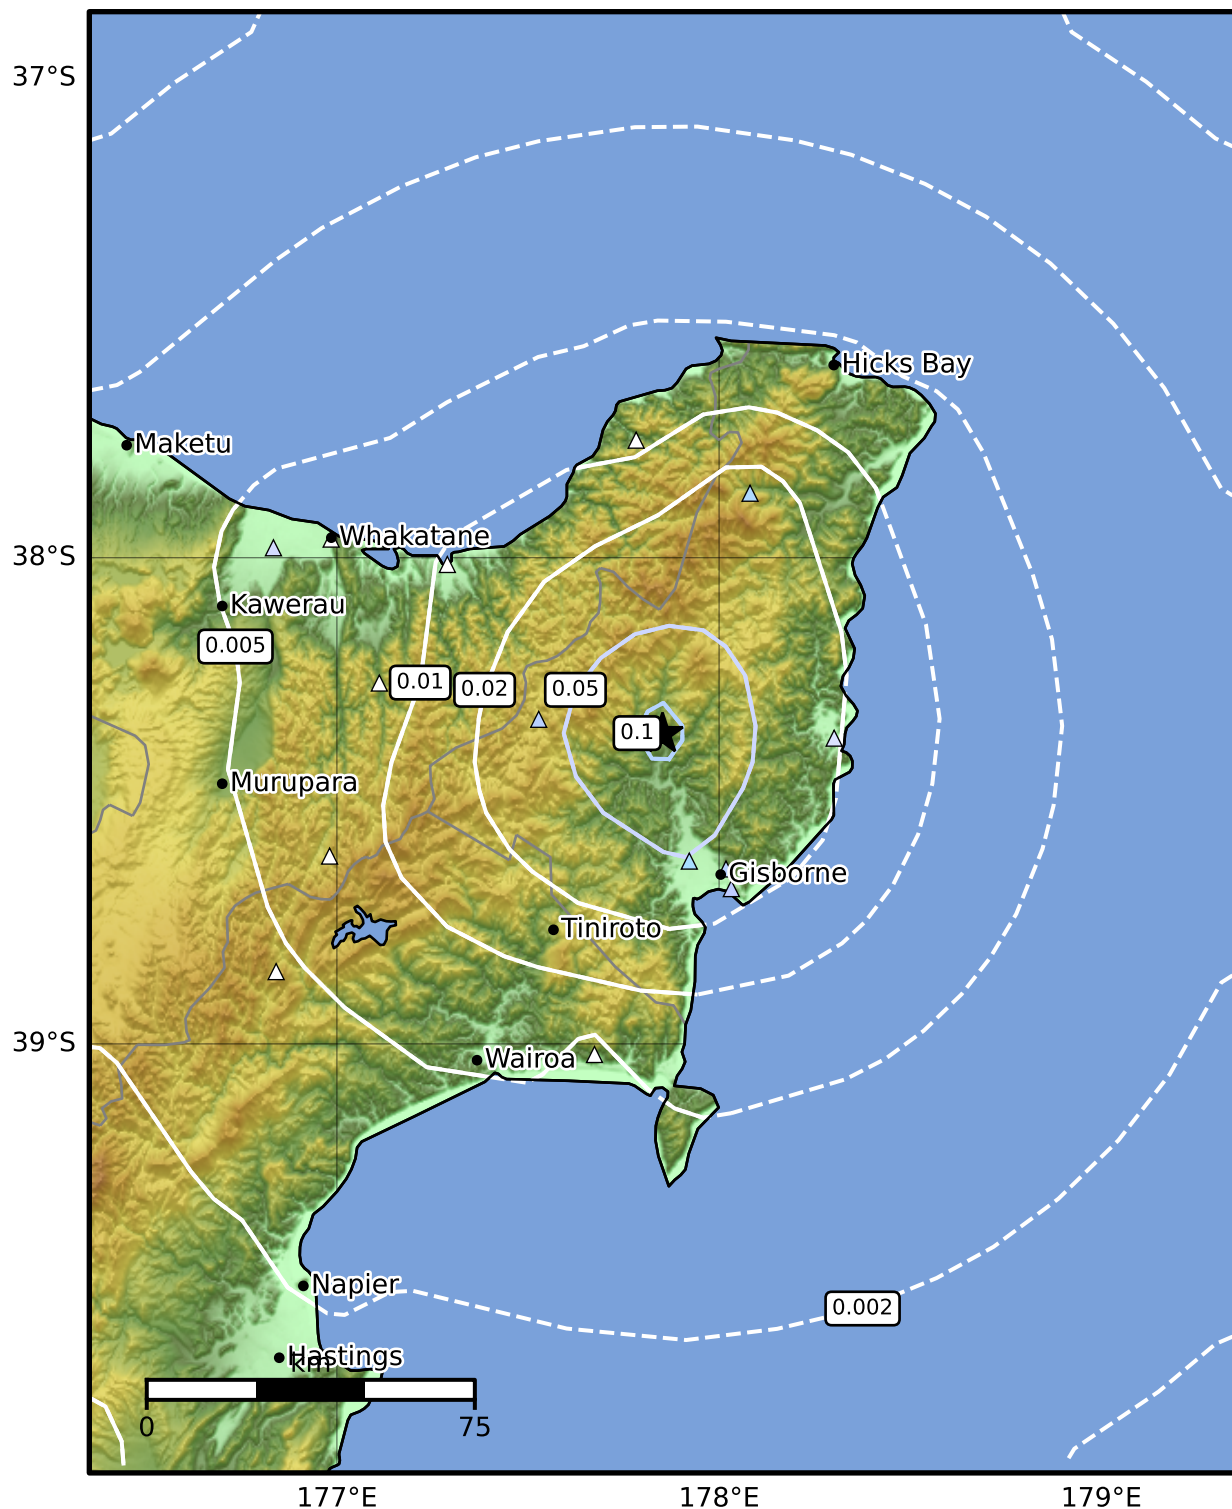 37°S
Hicks Bay
Maketu
Whakatane
38°S
Kawerau
0.005
0.01
0.02
0.05
0.1
Murupara
Gisborne
Tiniroto
39°S
Wairoa
Napier
0.002
Hastings
km
0
75
177°E
178°E
179°E